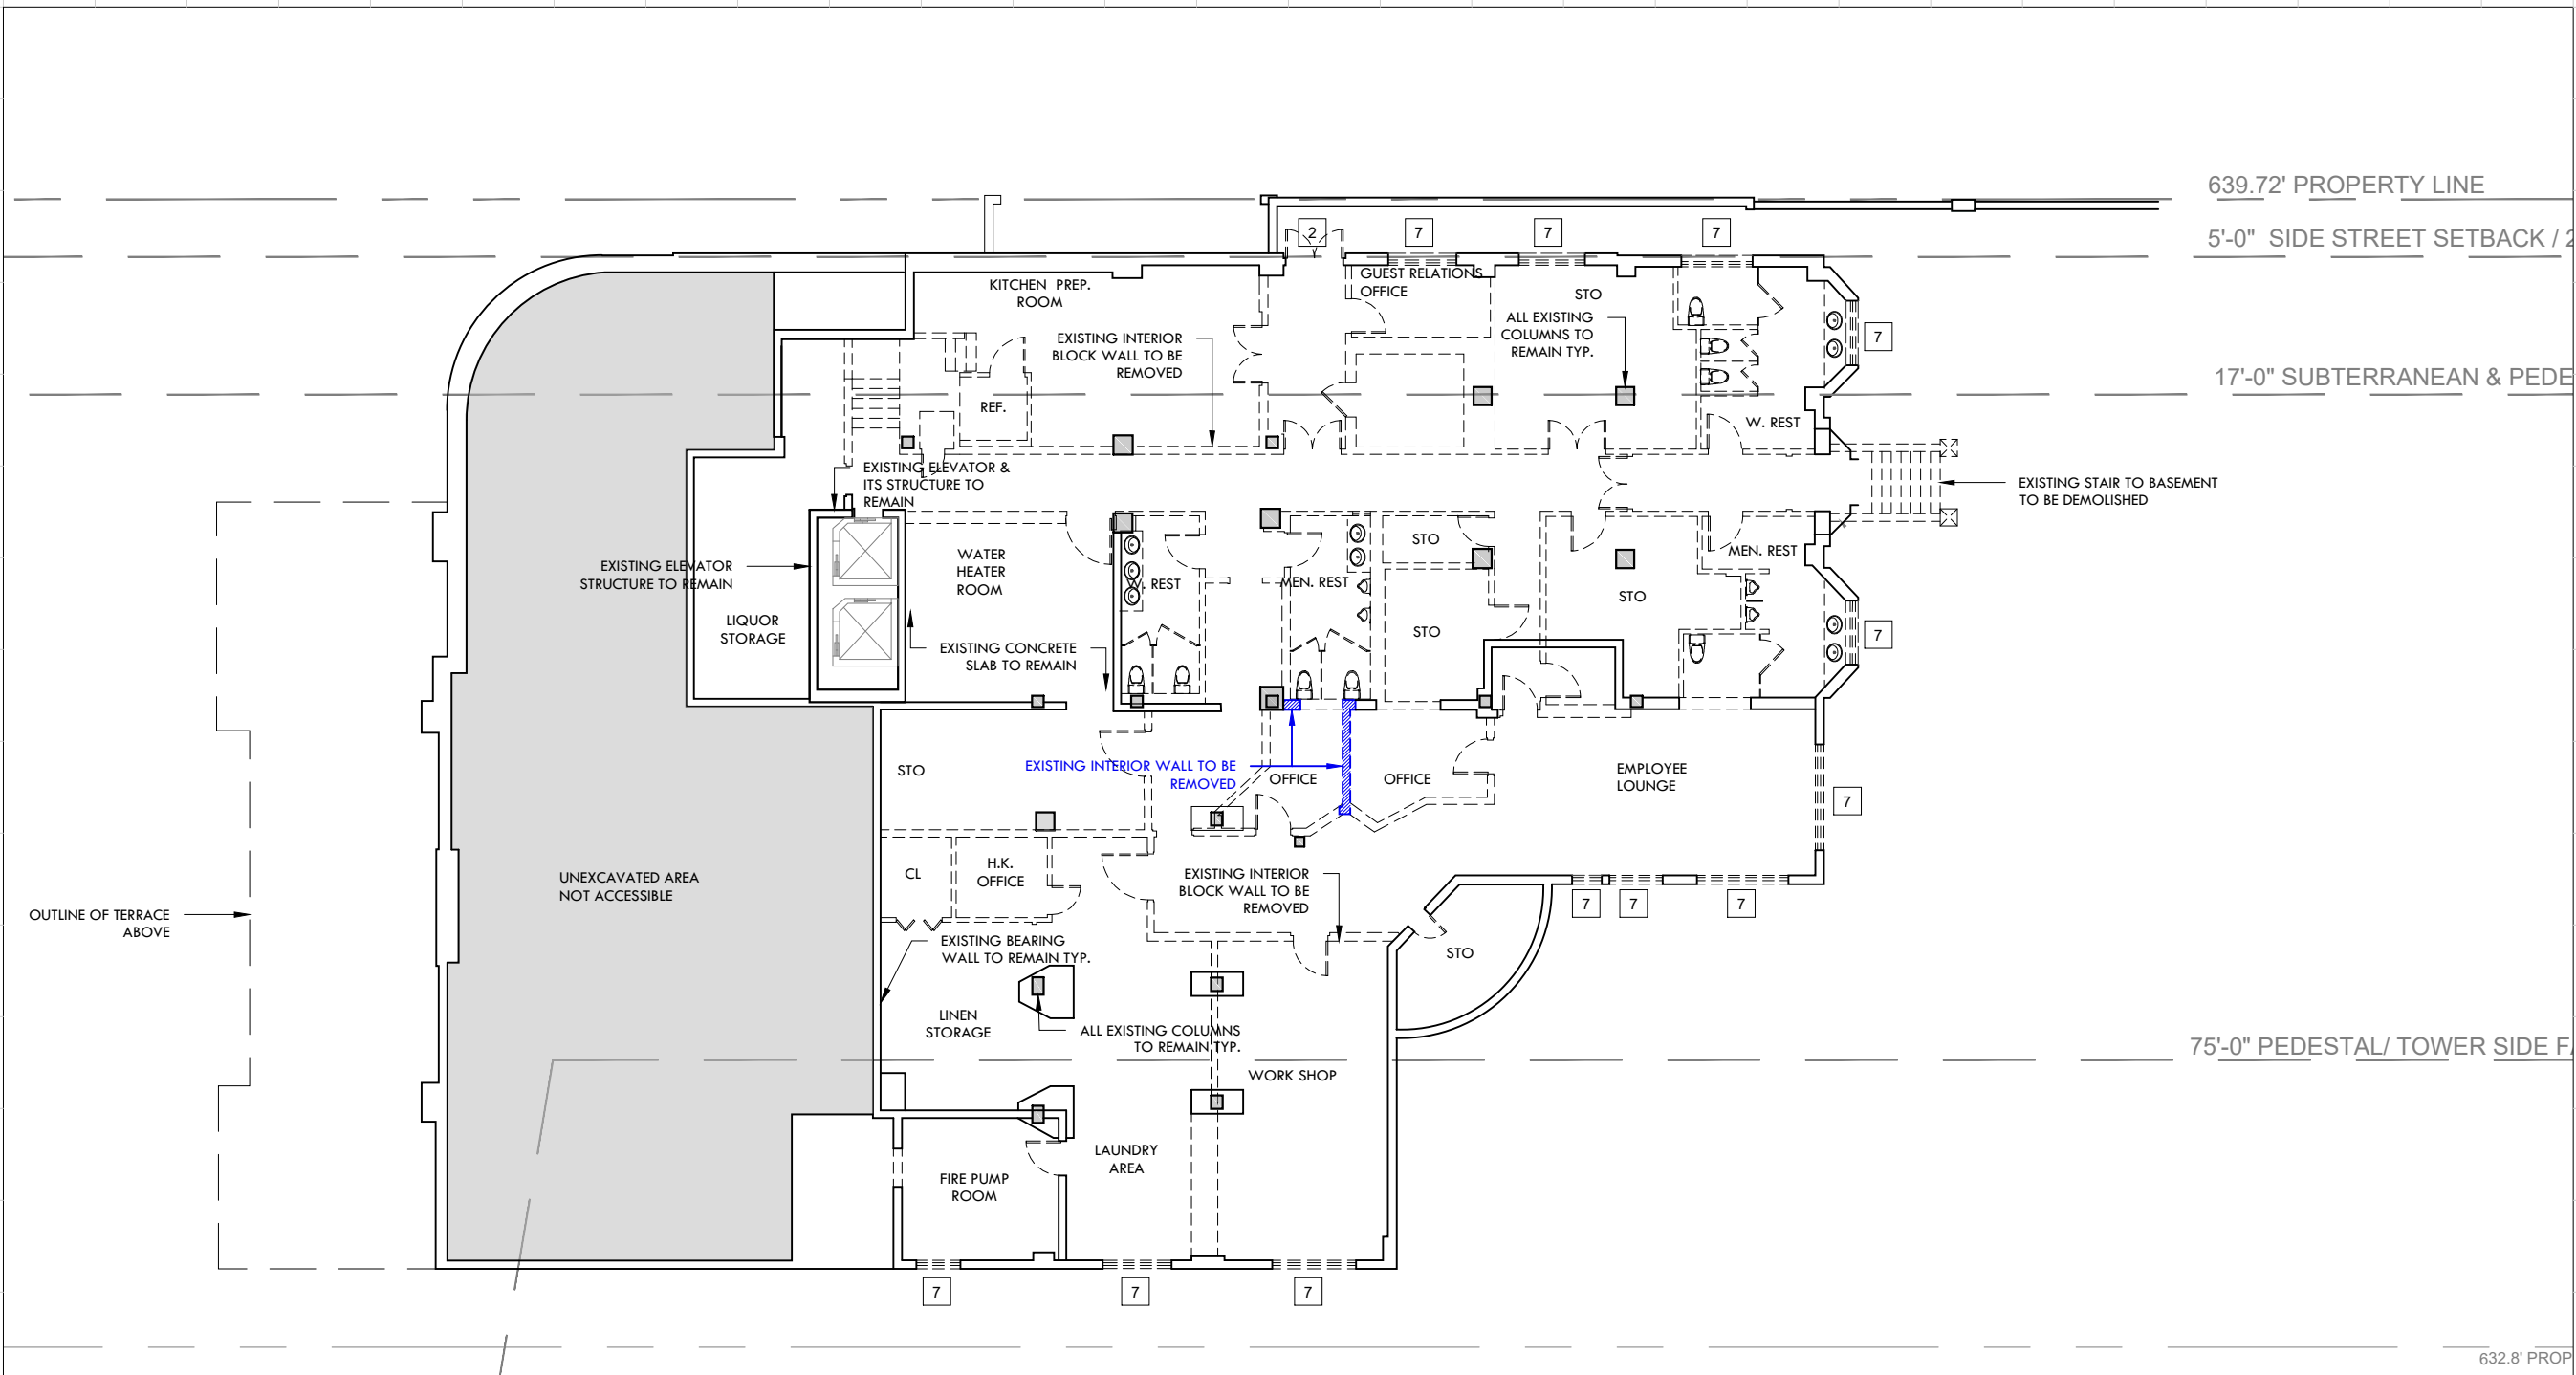 639.72' PROPERTY LINE
5'-0" SIDE STREET SETBACK / 2
2
7
7
7
KITCHEN PREP.
ROOM
GUEST RELATIONS
OFFICE
STO
ALL EXISTING
COLUMNS TO
REMAIN TYP.
EXISTING INTERIOR
BLOCK WALL TO BE
REMOVED
7
17'-0" SUBTERRANEAN & PEDE
REF.
W. REST
EXISTING ELEVATOR &
ITS STRUCTURE TO
REMAIN
EXISTING STAIR TO BASEMENT
TO BE DEMOLISHED
EXISTING ELEVATOR
STRUCTURE TO REMAIN
WATER
HEATER
ROOM
W. REST
MEN. REST
STO
MEN. REST
STO
LIQUOR
STORAGE
STO
7
EXISTING CONCRETE
SLAB TO REMAIN
STO
EXISTING INTERIOR WALL TO BE
REMOVED
OFFICE
OFFICE
EMPLOYEE
LOUNGE
7
UNEXCAVATED AREA
NOT ACCESSIBLE
CL
H.K.
OFFICE
EXISTING INTERIOR
BLOCK WALL TO BE
REMOVED
7
7
7
OUTLINE OF TERRACE
ABOVE
EXISTING BEARING
WALL TO REMAIN TYP.
STO
LINEN
STORAGE
ALL EXISTING COLUMNS
TO REMAIN TYP.
75'-0" PEDESTAL/ TOWER SIDE FA
WORK SHOP
LAUNDRY
AREA
FIRE PUMP
ROOM
7
7
7
632.8' PROP